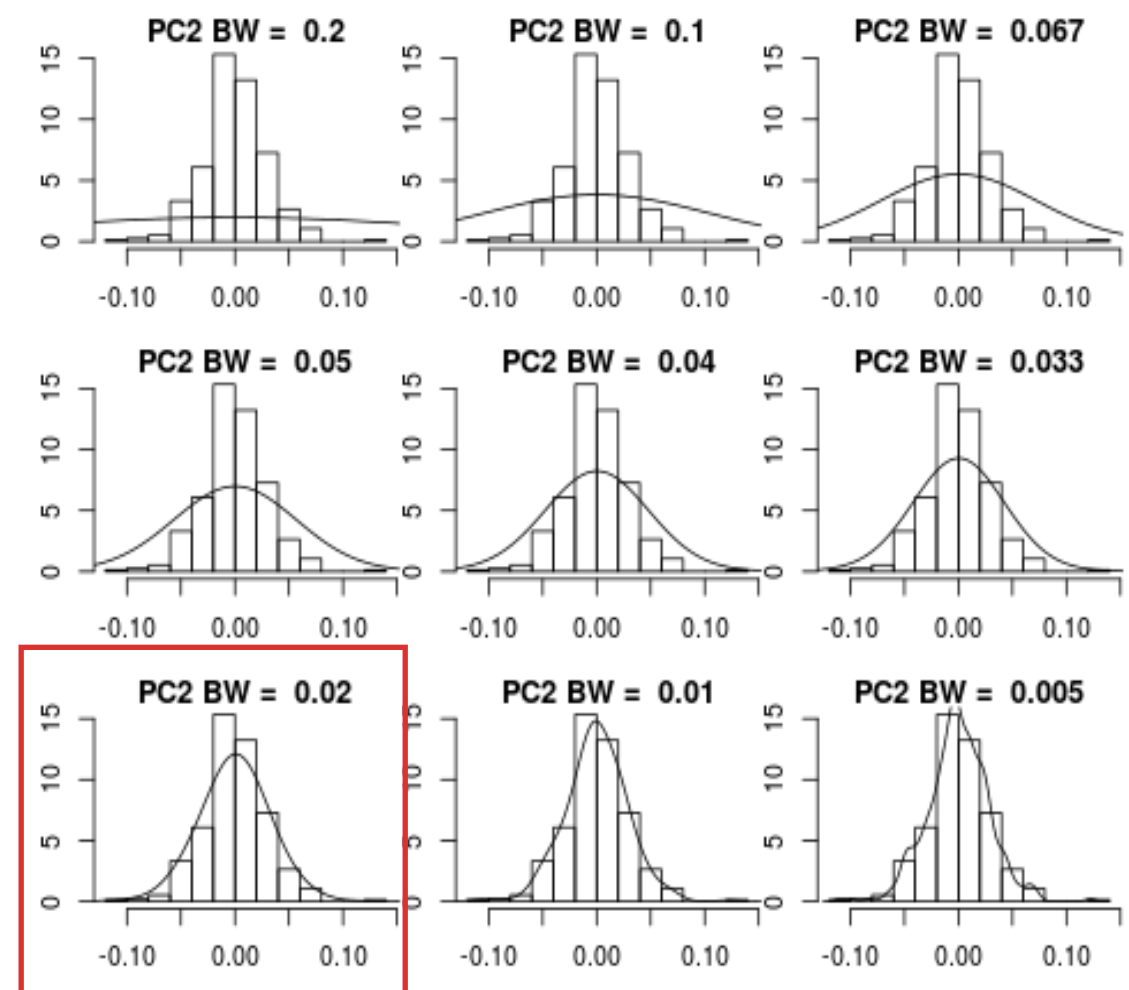 PC2 BW =  0.2
15
10
5
0
-0.10 0.00 0.10
PC2 BW =  0.1
15
10
5
0
-0.10 0.00 0.10
PC2 BW =  0.067
15
10
5
0
-0.10 0.00 0.10
PC2 BW =  0.05
15
10
5
0
-0.10 0.00 0.10
PC2 BW =  0.04
15
10
5
0
-0.10 0.00 0.10
PC2 BW =  0.033
15
10
5
0
-0.10 0.00 0.10
PC2 BW =  0.02
15
10
5
0
-0.10 0.00 0.10
PC2 BW =  0.01
15
10
5
0
-0.10 0.00 0.10
PC2 BW =  0.005
15
10
5
0
-0.10 0.00 0.10